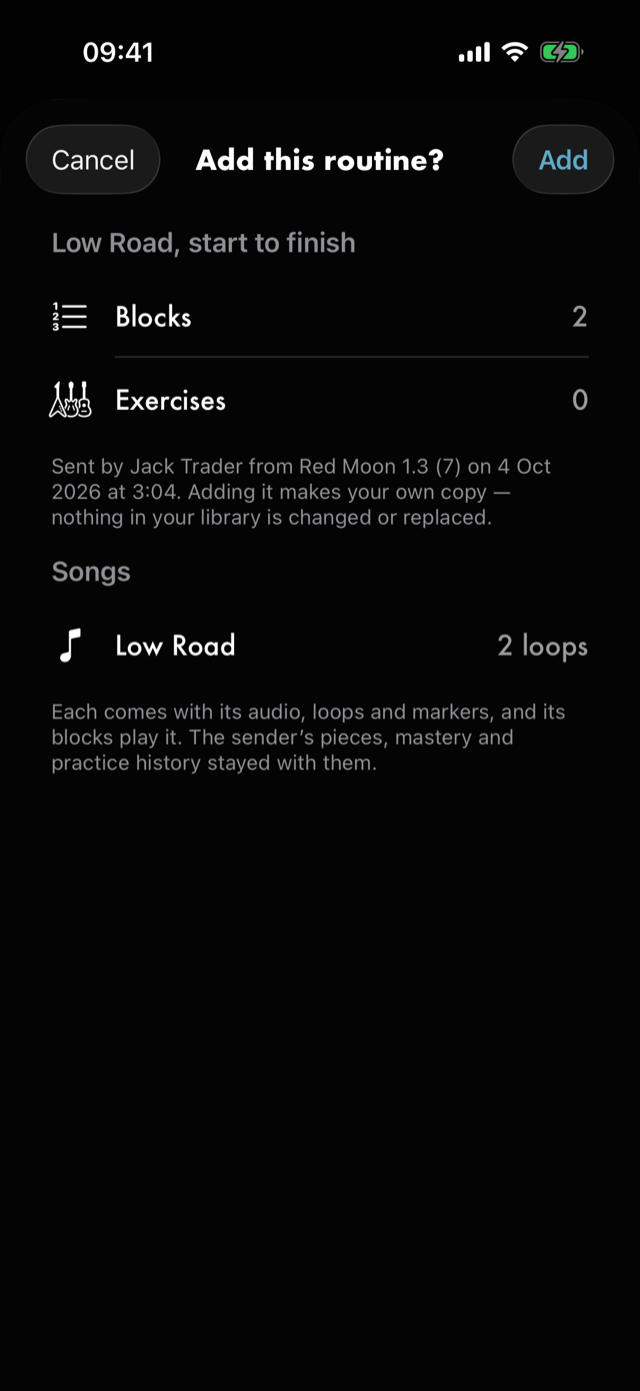 09:41
Cancel
Add this routine?
Add
Low Road, start to finish
1
2
3
Blocks
2
Exercises
0
Sent by Jack Trader from Red Moon 1.3 (7) on 4 Oct
2026 at 3:04. Adding it makes your own copy —
nothing in your library is changed or replaced.
Songs
Low Road
2 loops
Each comes with its audio, loops and markers, and its
blocks play it. The sender’s pieces, mastery and
practice history stayed with them.